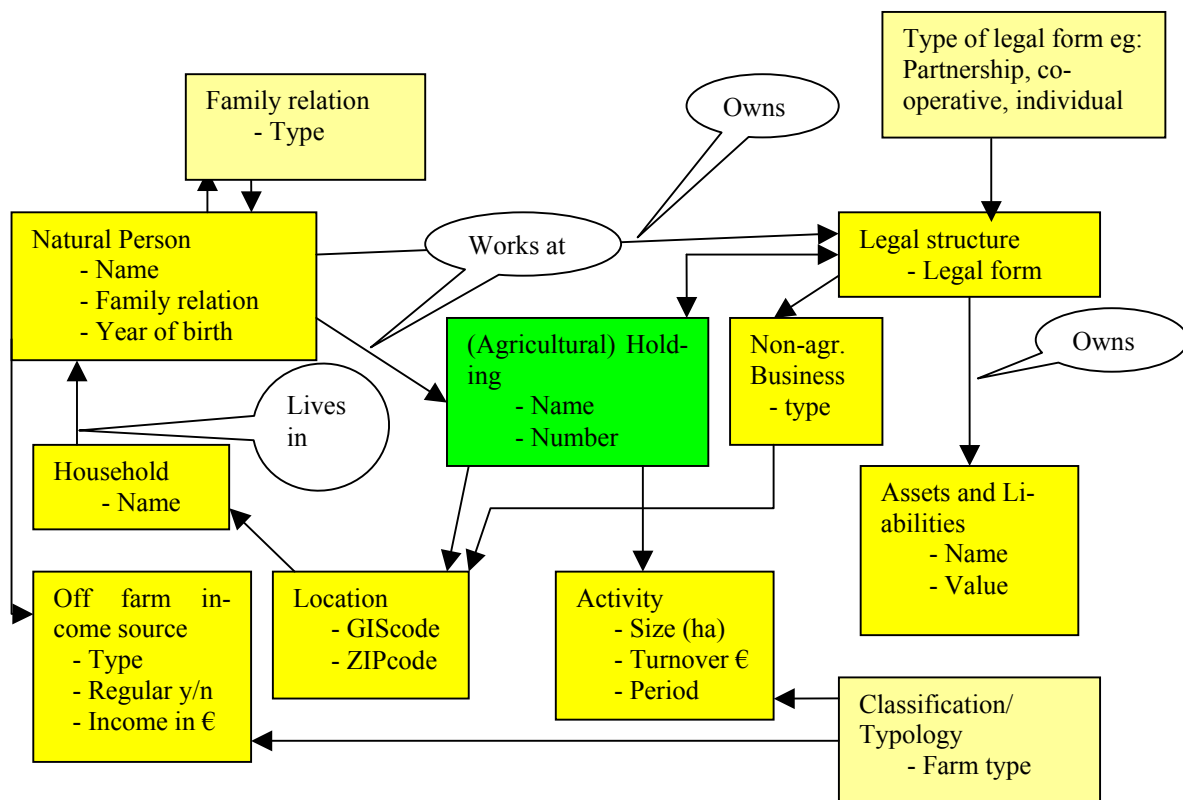 Type of legal form eg:
Partnership, co-
operative, individual
Family relation
- Type
Owns
Natural Person
- Name
- Family relation
- Year of birth
Works at
Legal structure
- Legal form
(Agricultural) Hold-
ing
- Name
- Number
Non-agr.
Business
- type
Owns
Lives
in
Household
- Name
Assets and Li-
abilities
- Name
- Value
Off farm in-
come source
- Type
- Regular y/n
- Income in €
Location
- GIScode
- ZIPcode
Activity
- Size (ha)
- Turnover €
- Period
Classification/
Typology
- Farm type